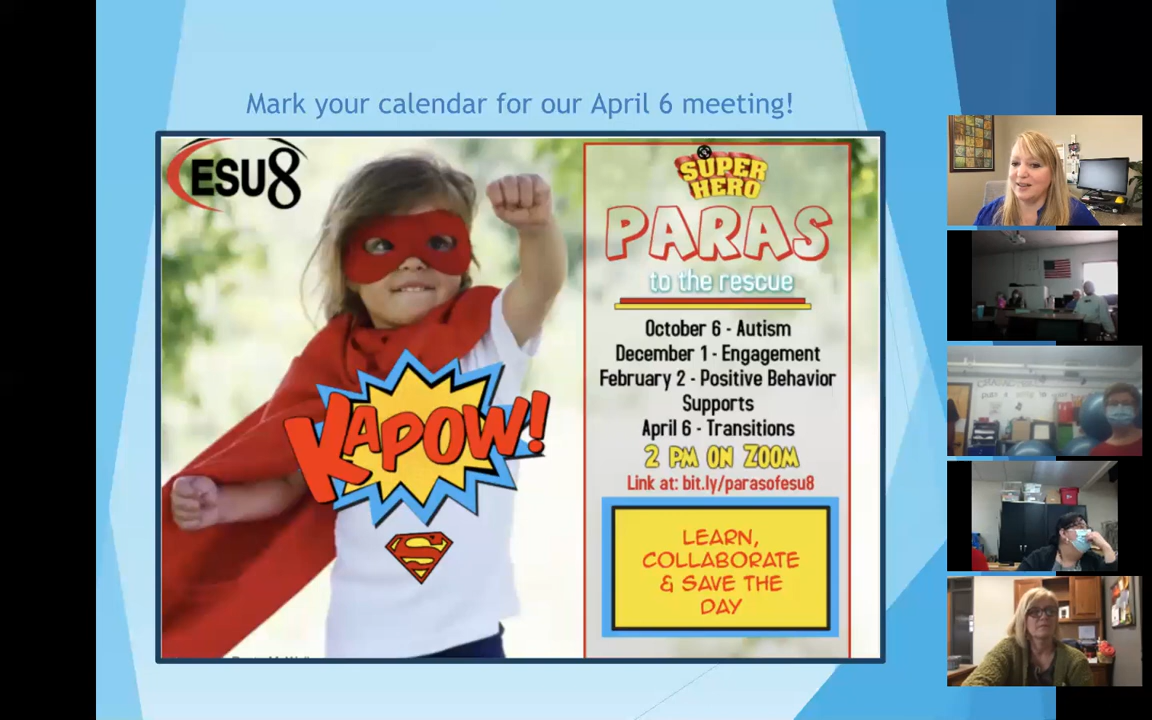 Mark your calendar for our April 6 meeting!
ESU8
SUPER
HERO
PARAS
to the rescue
October 6 - Autism
December 1 - Engagement
February 2 - Positive Behavior
Supports
April 6 - Transitions
2 PM ON ZOOM
Link at: bit.ly/parasofesu8
KAPOW!
LEARN,
COLLABORATE
& SAVE THE
DAY